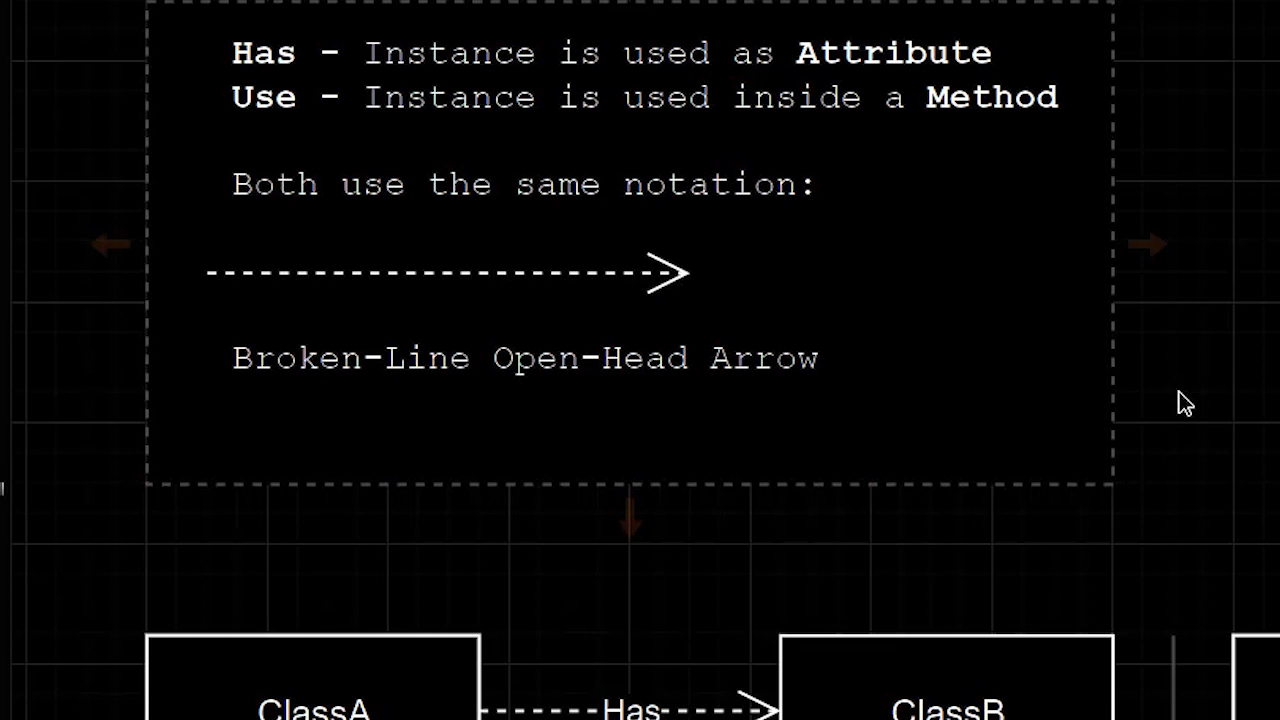 Has - Instance is used as Attribute
Use - Instance is used inside a Method
Both use the same notation:
Broken-Line Open-Head Arrow
ClassA
Has
ClassB